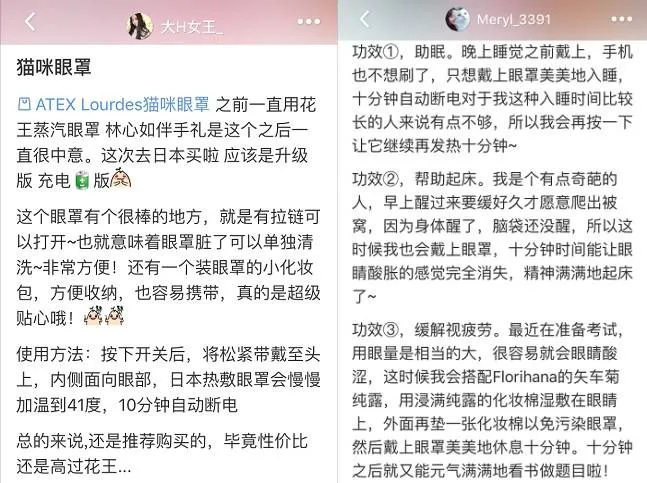 大H女王_
猫咪眼罩
ATEX Lourdes猫咪眼罩 之前一直用花
王蒸汽眼罩 林心如伴手礼是这个之后一
直很中意。这次去日本买啦 应该是升级
版 充电🔋版
这个眼罩有个很棒的地方，就是有拉链可
以打开~也就意味着眼罩脏了可以单独清
洗~非常方便！还有一个装眼罩的小化妆
包，方便收纳，也容易携带，真的是超级
贴心哦！
使用方法：按下开关后，将松紧带戴至头
上，内侧面向眼部，日本热敷眼罩会慢慢
加温到41度，10分钟自动断电
总的来说,还是推荐购买的，毕竟性价比
还是高过花王...
Meryl_3391
功效①，助眠。晚上睡觉之前戴上，手机
也不想刷了，只想戴上眼罩美美地入睡，
十分钟自动断电对于我这种入睡时间比较
长的人来说有点不够，所以我会再按一下
让它继续再发热十分钟~
功效②，帮助起床。我是个有点奇葩的
人，早上醒过来要缓好久才愿意爬出被
窝，因为身体醒了，脑袋还没醒，所以这
时候我也会戴上眼罩，十分钟时间能让眼
睛酸胀的感觉完全消失，精神满满地起床
了~
功效③，缓解视疲劳。最近在准备考试，
用眼量是相当的大，很容易就会眼睛酸
涩，这时候我会搭配Florihana的矢车菊
纯露，用浸满纯露的化妆棉湿敷在眼睛
上，外面再垫一张化妆棉以免污染眼罩，
然后戴上眼罩美美地休息十分钟。十分钟
之后就又能元气满满地看书做题目啦！